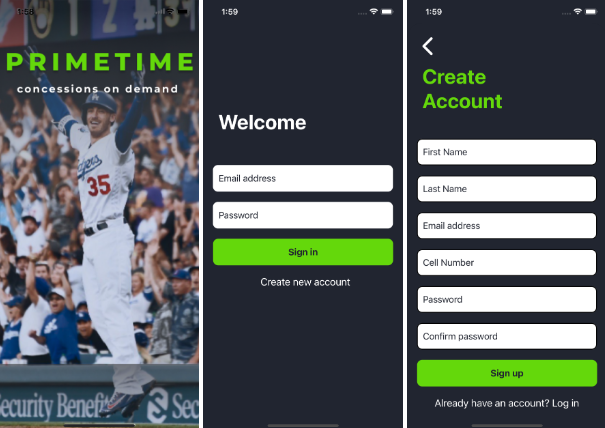 1:58
PRIMETIME
concessions on demand
Dodgers
35
Security Benefit
Sec
1:59
Welcome
Email address
Password
Sign in
Create new account
1:59
Create
Account
First Name
Last Name
Email address
Cell Number
Password
Confirm password
Sign up
Already have an account? Log in